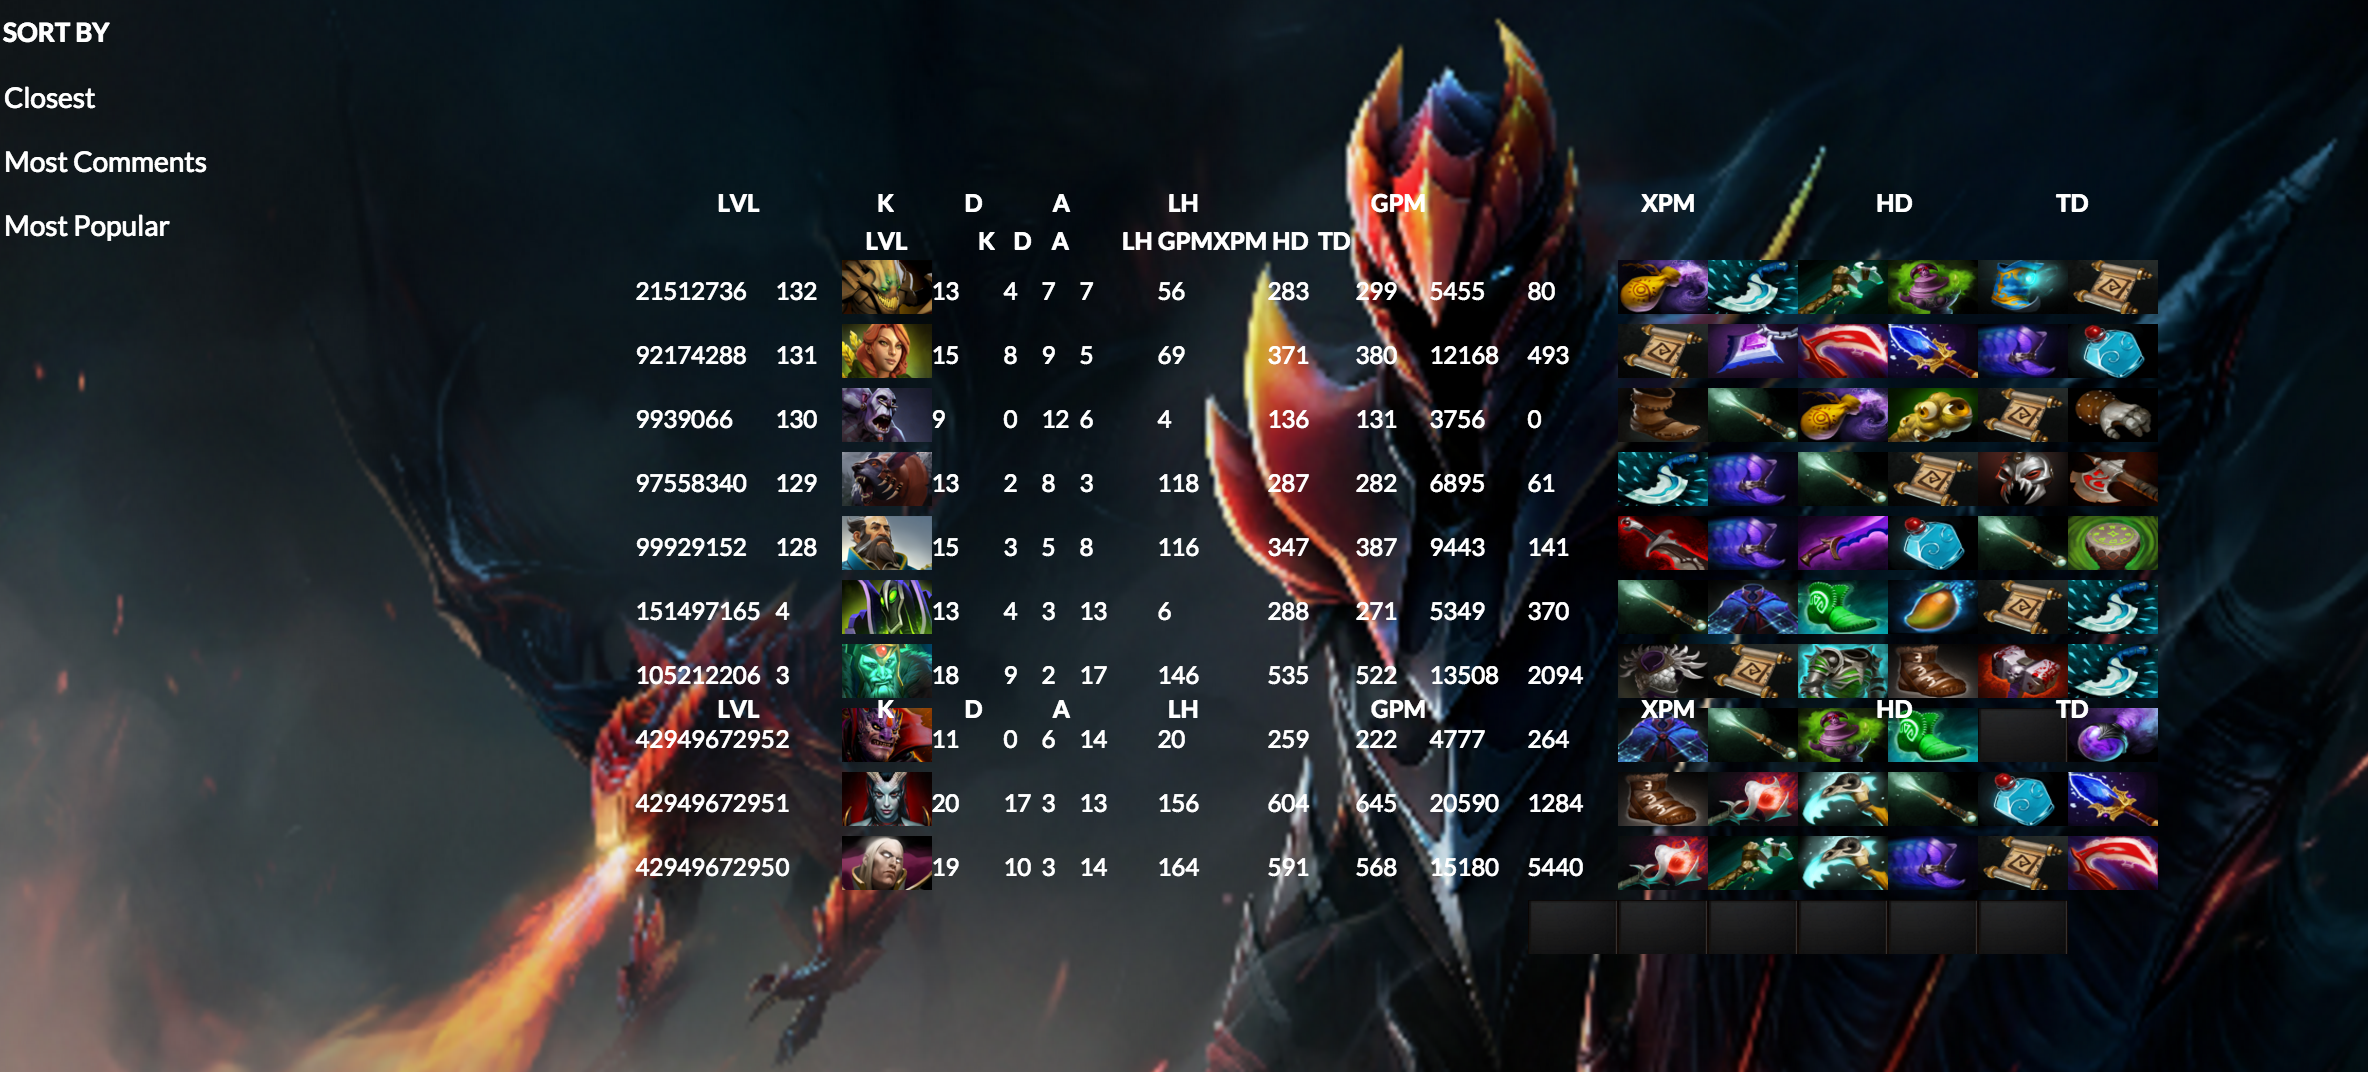 SORT BY
Closest
Most Comments
Most Popular
LVL K D A LH GPM XPM HD TD
LVL K D A LH GPMXPM HD TD
21512736 132 13 4 7 7 56 283 299 5455 80
92174288 131 15 8 9 5 69 371 380 12168 493
9939066 130 9 0 12 6 4 136 131 3756 0
97558340 129 13 2 8 3 118 287 282 6895 61
99929152 128 15 3 5 8 116 347 387 9443 141
151497165 4 13 4 3 13 6 288 271 5349 370
105212206 3 18 9 2 17 146 535 522 13508 2094
LVL K D A LH GPM XPM HD TD
42949672952 11 0 6 14 20 259 222 4777 264
42949672951 20 17 3 13 156 604 645 20590 1284
42949672950 19 10 3 14 164 591 568 15180 5440